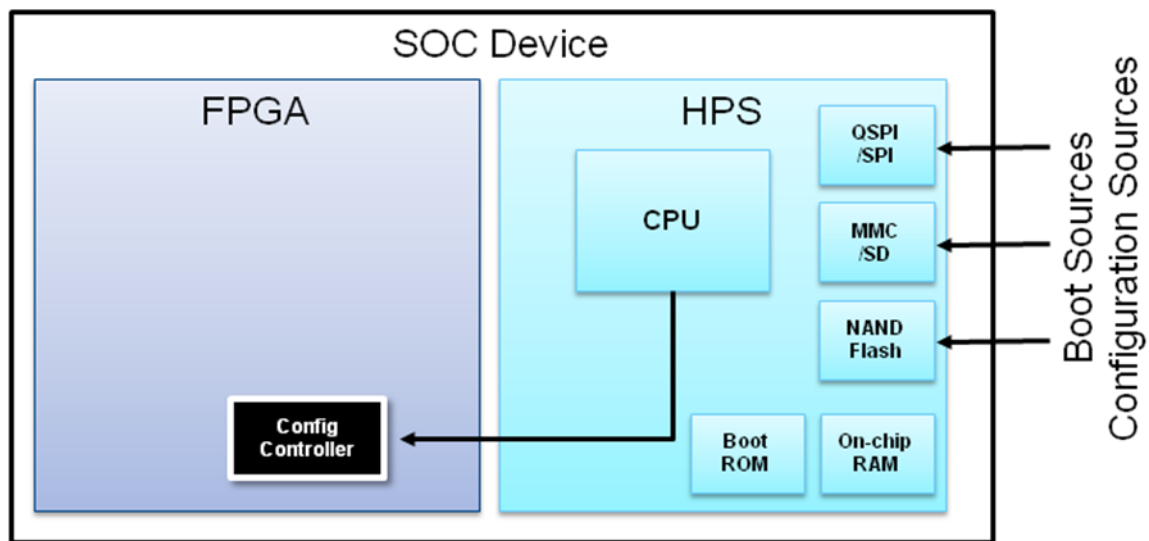 SOC Device
FPGA
HPS
QSPI
/SPI
CPU
MMC
/SD
NAND
Flash
Config
Controller
Boot
ROM
On-chip
RAM
Boot Sources
Configuration Sources